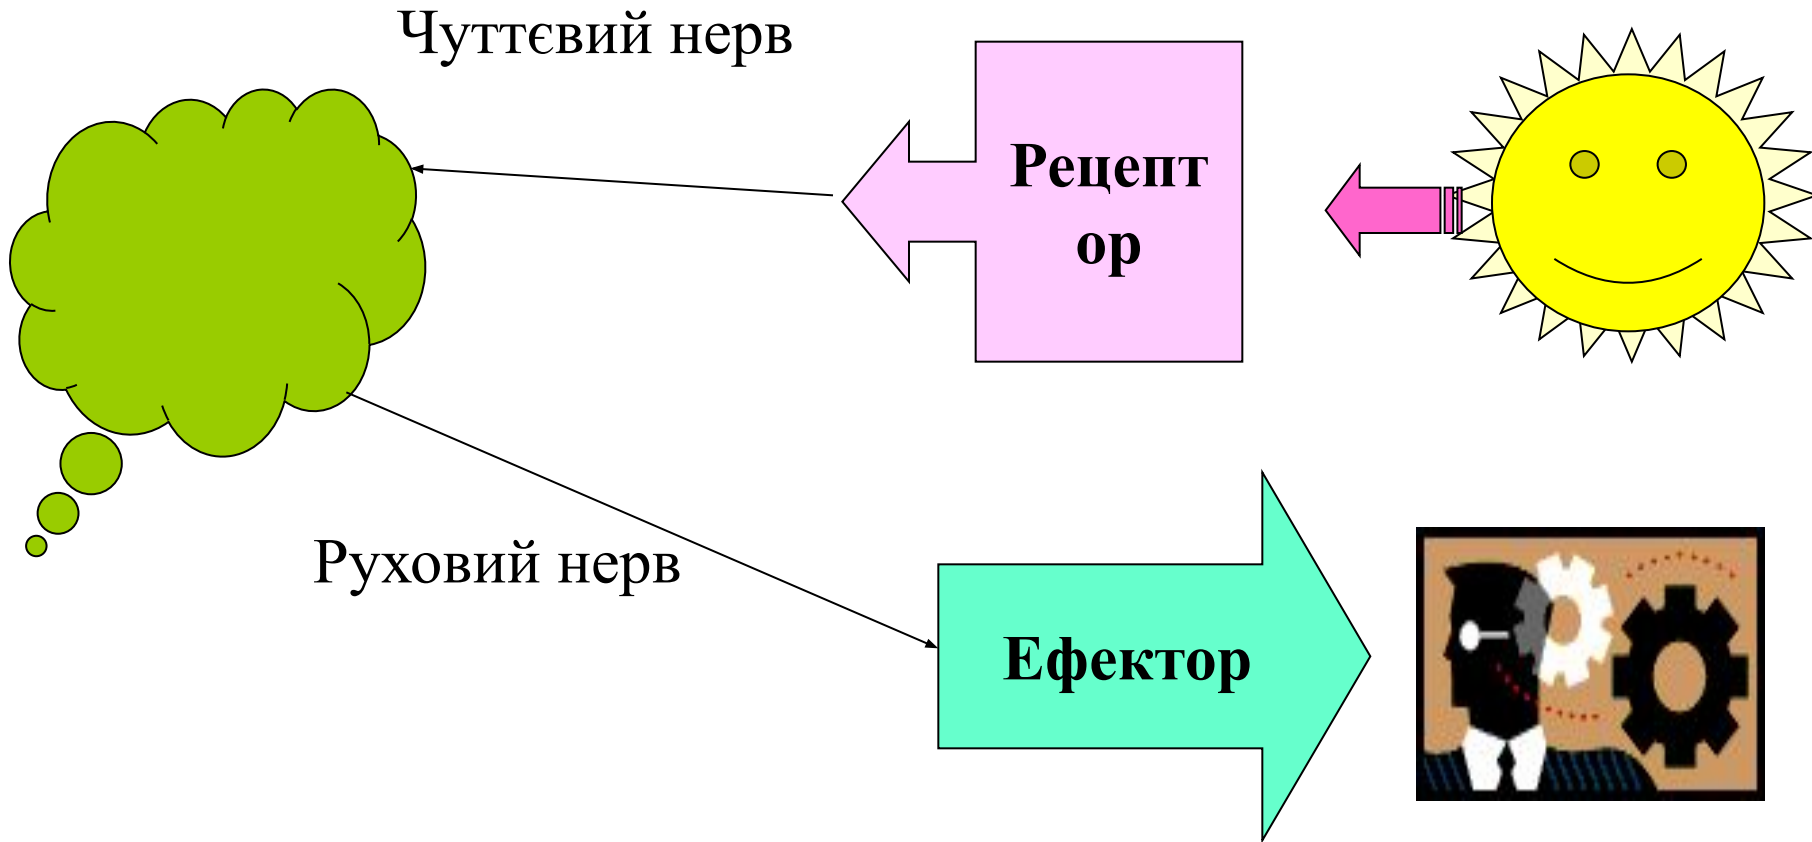 Чуттєвий нерв
Рецепт
ор
Руховий нерв
Ефектор